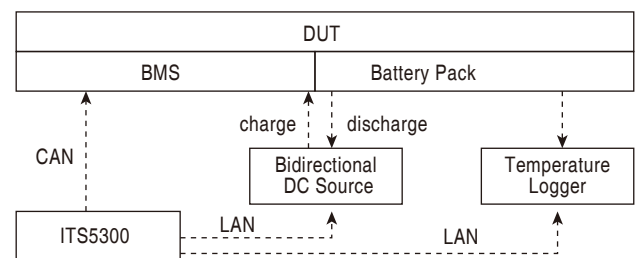 DUT
BMS
Battery Pack
charge
discharge
CAN
Bidirectional
DC Source
Temperature
Logger
ITS5300
LAN
LAN